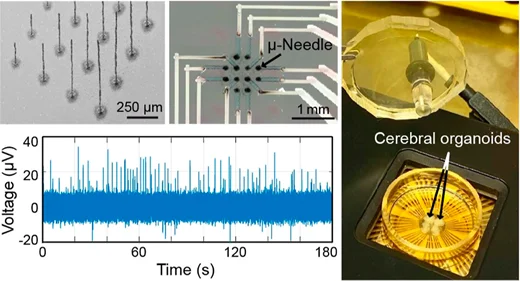 250 µm
µ-Needle
1 mm
Cerebral organoids
Voltage (µV)
40
20
0
-20
0
60
120
180
Time (s)